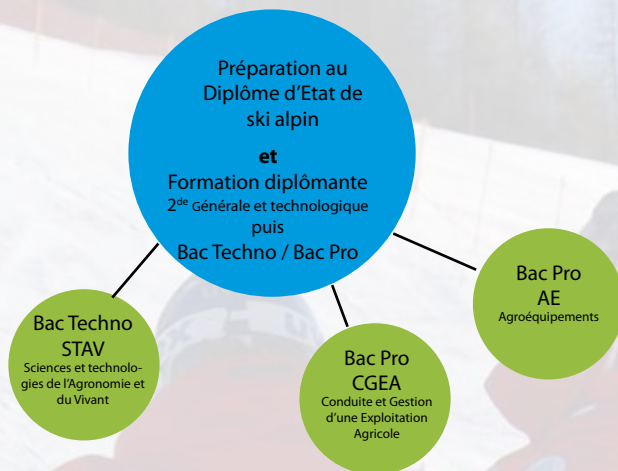 Préparation au
Diplôme d’Etat de
ski alpin
et
Formation diplômante
2de Générale et technologique
puis
Bac Techno / Bac Pro
Bac Techno
STAV
Sciences et technolo-
gies de l’Agronomie et
du Vivant
Bac Pro
CGEA
Conduite et Gestion
d’une Exploitation
Agricole
Bac Pro
AE
Agroéquipements